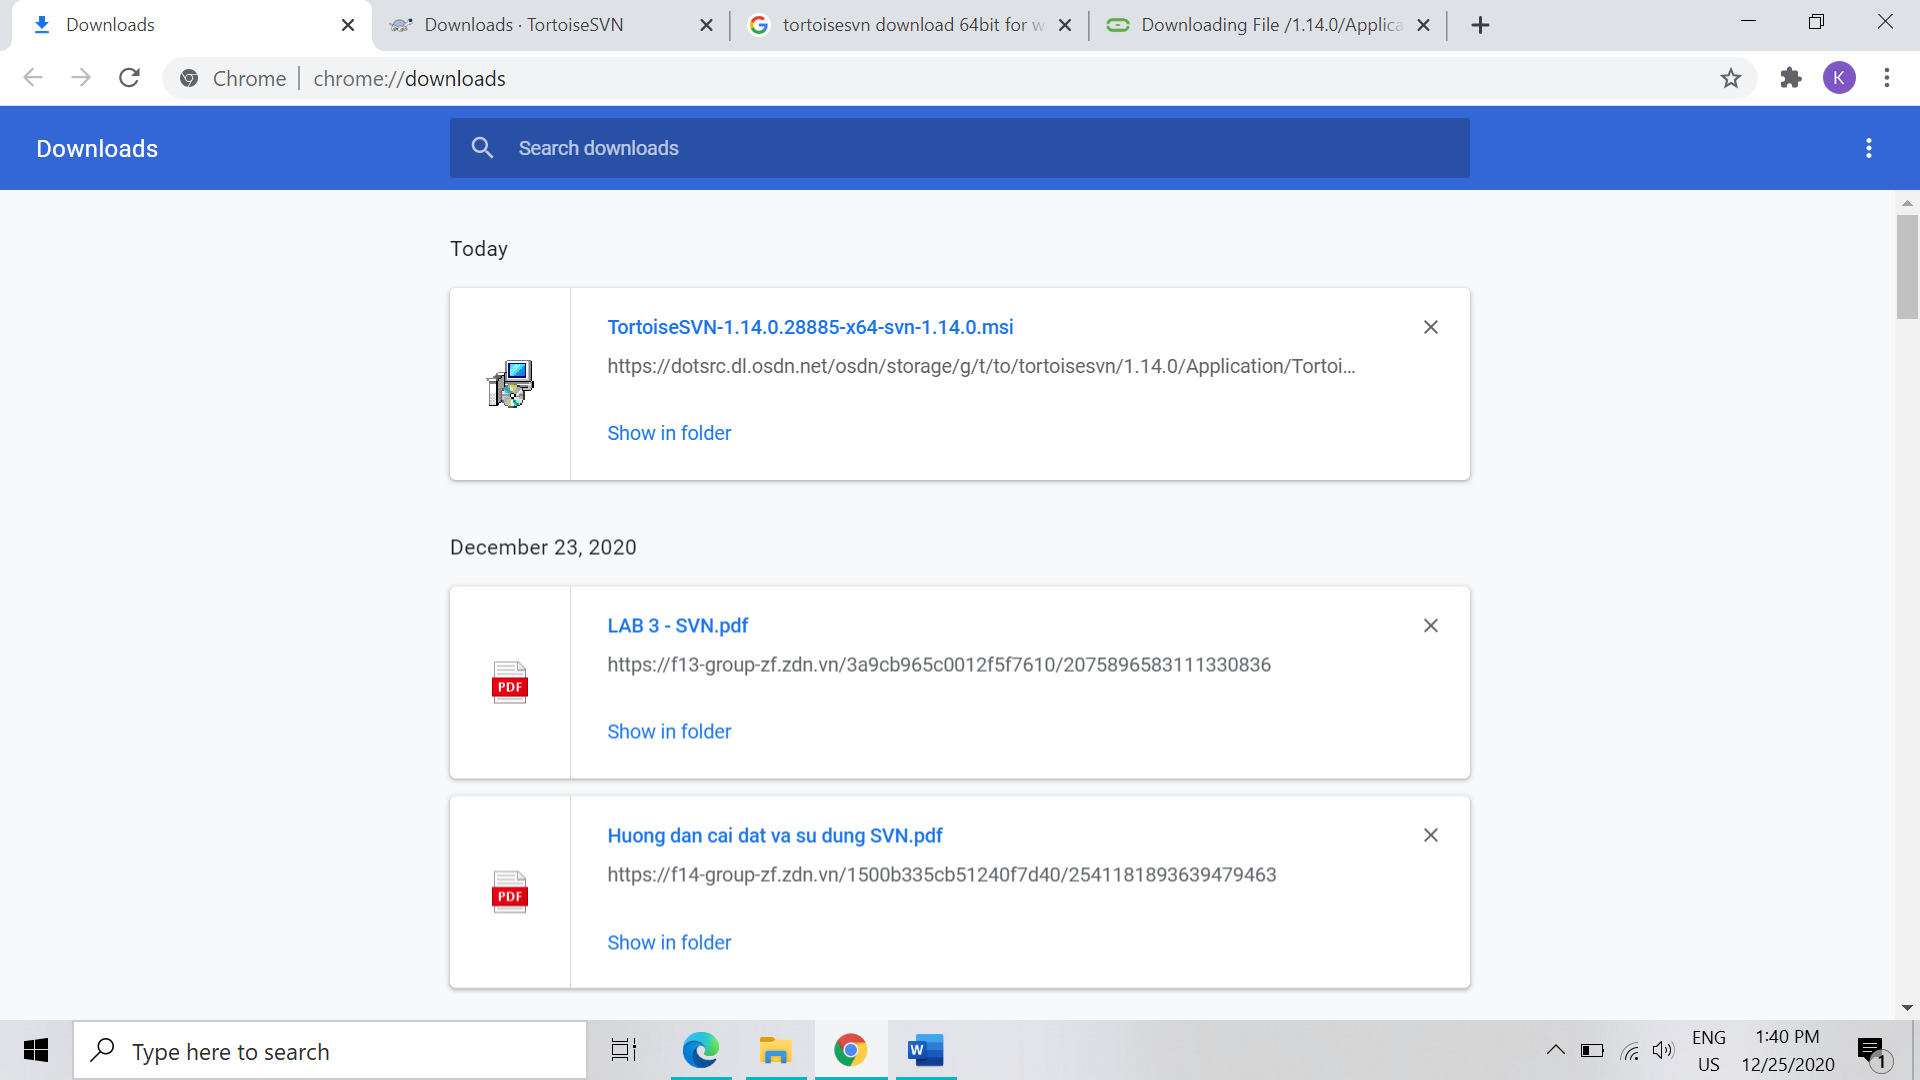 Downloads
Downloads · TortoiseSVN
tortoisesvn download 64bit for w
Downloading File /1.14.0/Applica
Chrome
chrome://downloads
K
Downloads
Search downloads
Today
TortoiseSVN-1.14.0.28885-x64-svn-1.14.0.msi
https://dotsrc.dl.osdn.net/osdn/storage/g/t/to/tortoisesvn/1.14.0/Application/Tortoi...
Show in folder
December 23, 2020
PDF
LAB 3 - SVN.pdf
https://f13-group-zf.zdn.vn/3a9cb965c0012f5f7610/2075896583111330836
Show in folder
PDF
Huong dan cai dat va su dung SVN.pdf
https://f14-group-zf.zdn.vn/1500b335cb51240f7d40/2541181893639479463
Show in folder
Type here to search
W
ENG
US
1:40 PM
12/25/2020
1